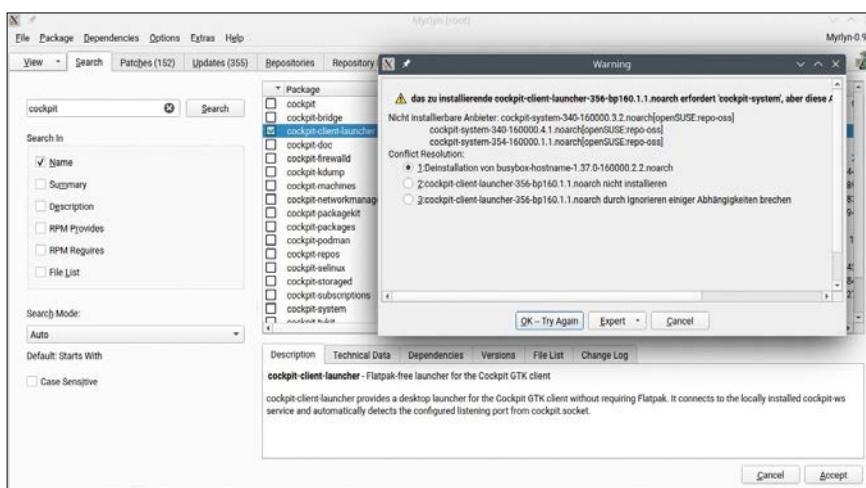 Myrlyn [root]
File Package Dependencies Options Extras Help
Myrlyn-0.9
View Search Patches (152) Updates (355) Repositories Repository
cockpit
Search
Search In
Name
Summary
Description
RPM Provides
RPM Requires
File List
Search Mode:
Auto
Default: Starts With
Case Sensitive
Package
cockpit
cockpit-bridge
cockpit-client-launcher
cockpit-doc
cockpit-firewalld
cockpit-kdump
cockpit-machines
cockpit-networkmanag
cockpit-packagekit
cockpit-packages
cockpit-podman
cockpit-repos
cockpit-selinux
cockpit-storaged
cockpit-subscriptions
cockpit-system
Warning
das zu installierende cockpit-client-launcher-356-bp160.1.1.noarch erfordert 'cockpit-system', aber diese A
Nicht installierbare Anbieter: cockpit-system-340-160000.3.2.noarch[openSUSE:repo-oss]
cockpit-system-340-160000.4.1.noarch[openSUSE:repo-oss]
cockpit-system-354-160000.1.1.noarch[openSUSE:repo-oss]
Conflict Resolution:
1:Deinstallation von busybox-hostname-1.37.0-160000.2.2.noarch
2:cockpit-client-launcher-356-bp160.1.1.noarch nicht installieren
3:cockpit-client-launcher-356-bp160.1.1.noarch durch Ignorieren einiger Abhängigkeiten brechen
OK – Try Again Expert Cancel
Description Technical Data Dependencies Versions File List Change Log
cockpit-client-launcher - Flatpak-free launcher for the Cockpit GTK client
cockpit-client-launcher provides a desktop launcher for the Cockpit GTK client without requiring Flatpak. It connects to the locally installed cockpit-ws
service and automatically detects the configured listening port from cockpit.socket.
Cancel Accept